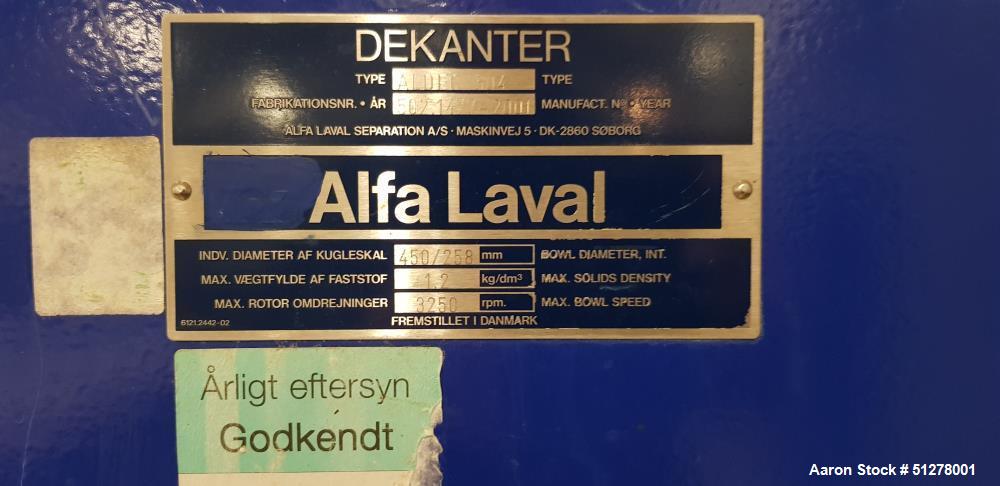 DEKANTER
TYPE ALDEC 504 TYPE
FABRIKATIONSNR. • ÅR MANUFACT. Nº • YEAR
ALFA LAVAL SEPARATION A/S · MASKINVEJ 5 · DK-2860 SØBORG
Alfa Laval
INDV. DIAMETER AF KUGLESKAL 450/258 mm BOWL DIAMETER, INT.
MAX. VÆGTFYLDE AF FASTSTOF 1,2 kg/dm³ MAX. SOLIDS DENSITY
MAX. ROTOR OMDREJNINGER 3250 rpm. MAX. BOWL SPEED
6121.2442-02 FREMSTILLET I DANMARK
Årligt eftersyn
Godkendt
Aaron Stock # 51278001